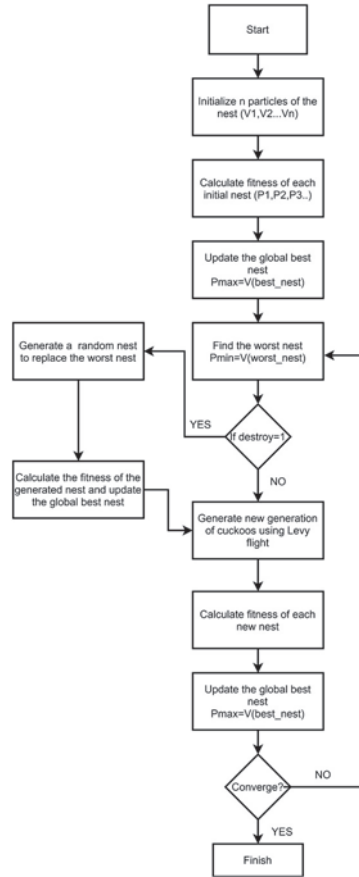 Start
Initialize n particles of the
nest (V1,V2...Vn)
Calculate fitness of each
initial nest (P1,P2,P3..)
Update the global best
nest
Pmax=V(best_nest)
Find the worst nest
Pmin=V(worst_nest)
If destroy=1
YES
Generate a random nest
to replace the worst nest
Calculate the fitness of the
generated nest and update
the global best nest
NO
Generate new generation
of cuckoos using Levy
flight
Calculate fitness of each
new nest
Update the global best
nest
Pmax=V(best_nest)
Converge?
NO
YES
Finish